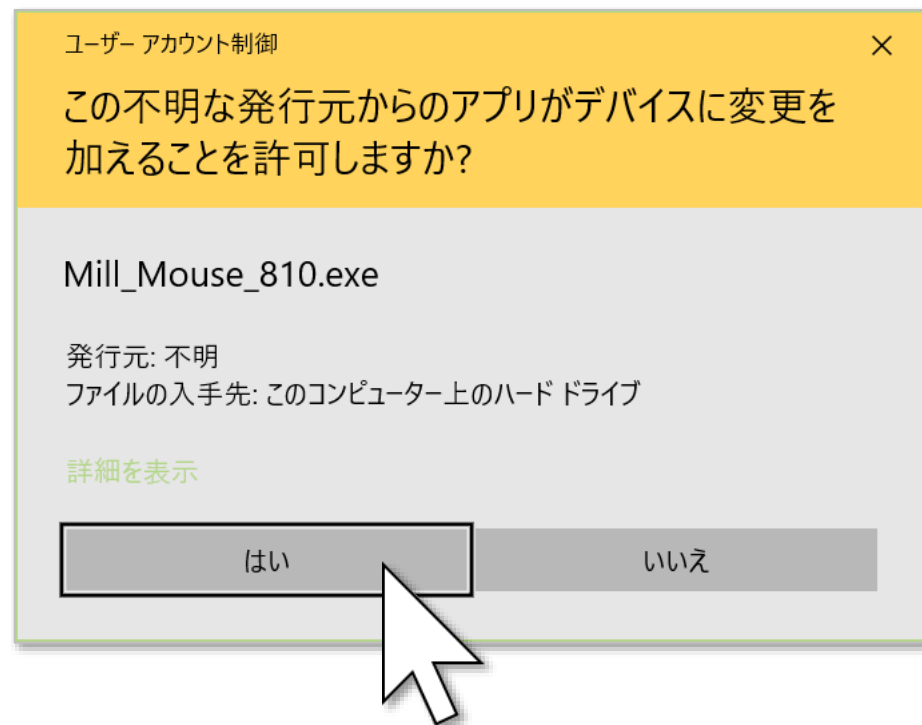 ユーザー アカウント制御
この不明な発行元からのアプリがデバイスに変更を
加えることを許可しますか?
Mill_Mouse_810.exe
発行元: 不明
ファイルの入手先: このコンピューター上のハード ドライブ
詳細を表示
はい
いいえ